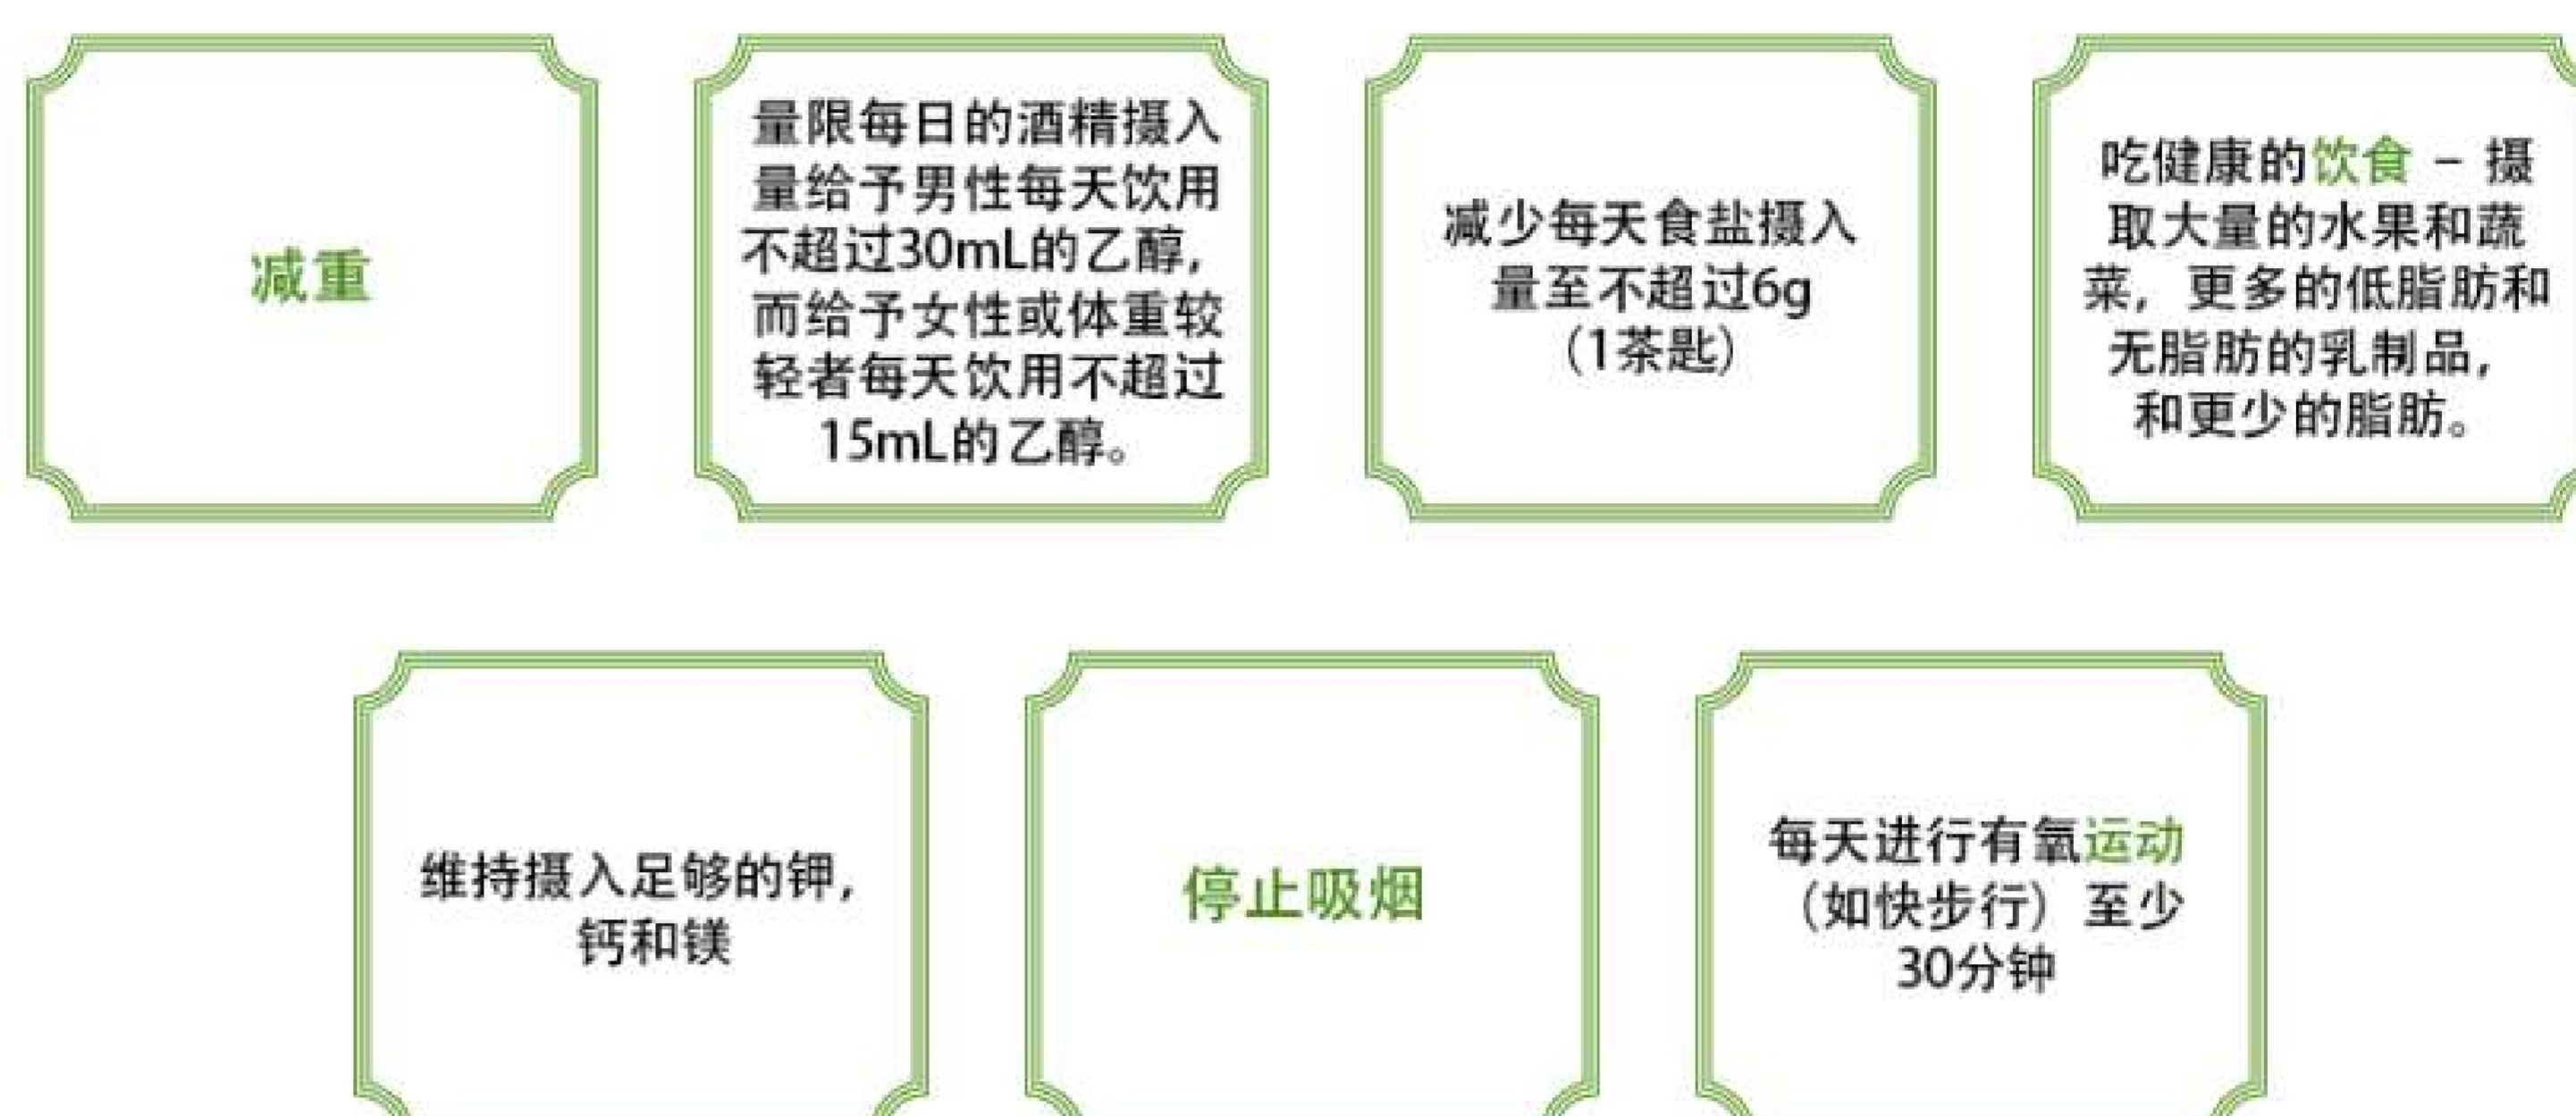 减重
量限每日的酒精摄入
量给予男性每天饮用
不超过30mL的乙醇,
而给予女性或体重较
轻者每天饮用不超过
15mL的乙醇。
减少每天食盐摄入
量至不超过6g
(1茶匙)
吃健康的饮食 – 摄
取大量的水果和蔬
菜, 更多的低脂肪和
无脂肪的乳制品,
和更少的脂肪。
维持摄入足够的钾,
钙和镁
停止吸烟
每天进行有氧运动
(如快步行) 至少
30分钟